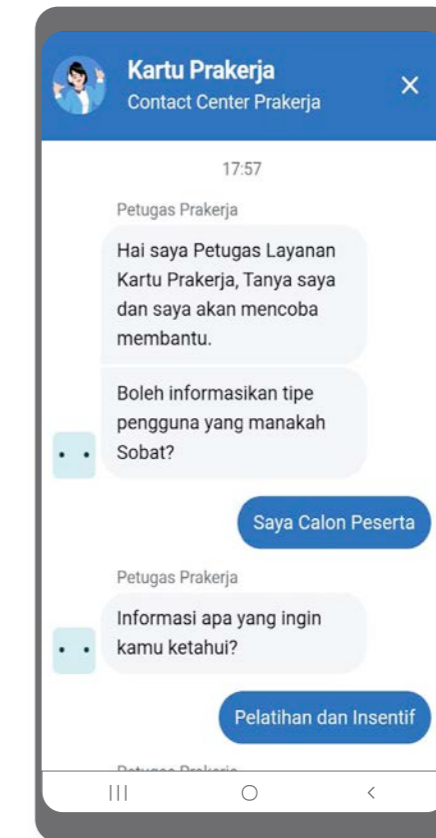 Kartu Prakerja
Contact Center Prakerja
17:57
Petugas Prakerja
Hai saya Petugas Layanan
Kartu Prakerja, Tanya saya
dan saya akan mencoba
membantu.
Boleh informasikan tipe
pengguna yang manakah
Sobat?
Saya Calon Peserta
Petugas Prakerja
Informasi apa yang ingin
kamu ketahui?
Pelatihan dan Insentif
Petugas Prakerja